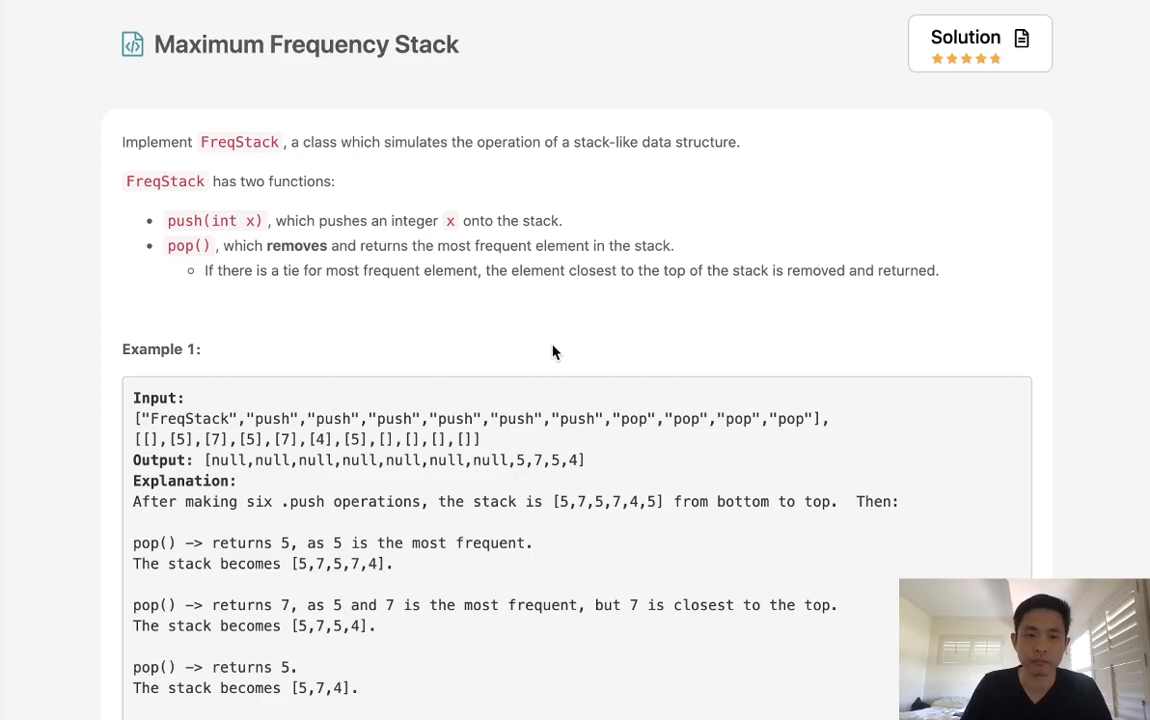 Maximum Frequency Stack
Solution
Implement FreqStack, a class which simulates the operation of a stack-like data structure.
FreqStack has two functions:
• push(int x), which pushes an integer x onto the stack.
• pop(), which removes and returns the most frequent element in the stack.
○ If there is a tie for most frequent element, the element closest to the top of the stack is removed and returned.
Example 1:
Input:
["FreqStack","push","push","push","push","push","push","pop","pop","pop","pop"],
[[],[5],[7],[5],[7],[4],[5],[],[],[],[]]
Output: [null,null,null,null,null,null,null,5,7,5,4]
Explanation:
After making six .push operations, the stack is [5,7,5,7,4,5] from bottom to top.  Then:
pop() -> returns 5, as 5 is the most frequent.
The stack becomes [5,7,5,7,4].
pop() -> returns 7, as 5 and 7 is the most frequent, but 7 is closest to the top.
The stack becomes [5,7,5,4].
pop() -> returns 5.
The stack becomes [5,7,4].